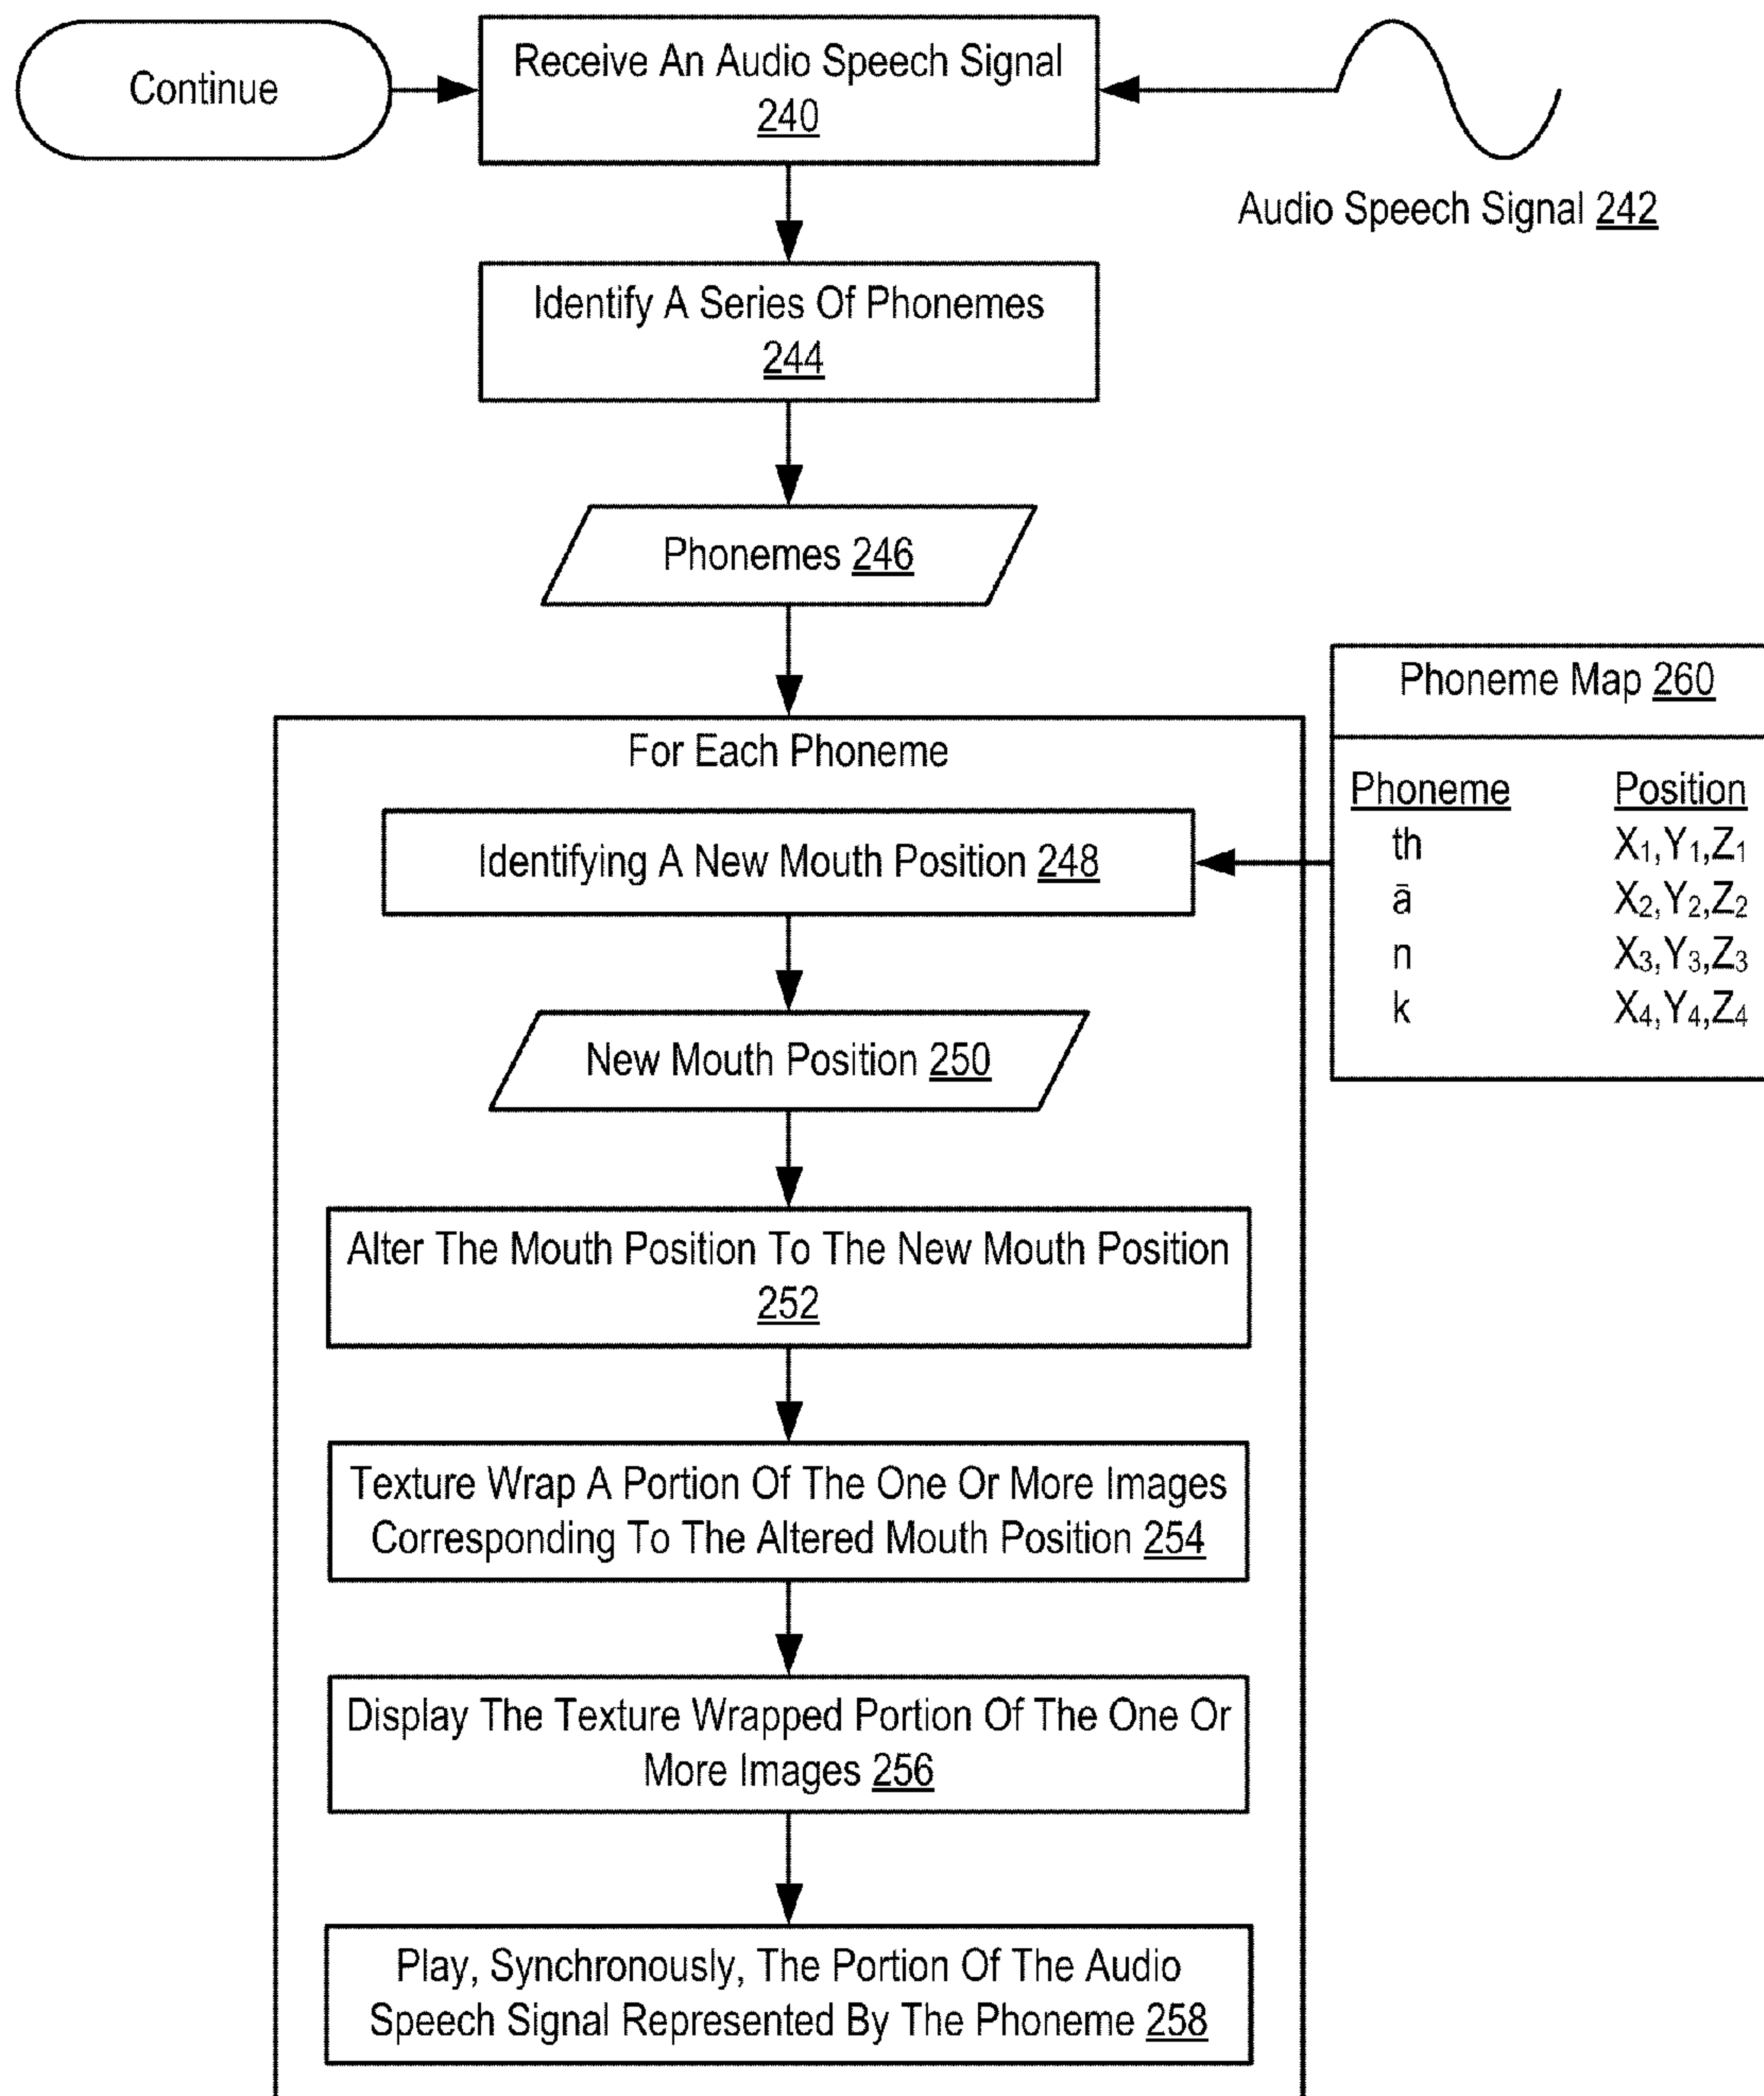 Continue
Receive An Audio Speech Signal
240
Audio Speech Signal 242
Identify A Series Of Phonemes
244
Phonemes 246
Phoneme Map 260
Phoneme Position
th X₁,Y₁,Z₁
ā X₂,Y₂,Z₂
n X₃,Y₃,Z₃
k X₄,Y₄,Z₄
For Each Phoneme
Identifying A New Mouth Position 248
New Mouth Position 250
Alter The Mouth Position To The New Mouth Position
252
Texture Wrap A Portion Of The One Or More Images
Corresponding To The Altered Mouth Position 254
Display The Texture Wrapped Portion Of The One Or
More Images 256
Play, Synchronously, The Portion Of The Audio
Speech Signal Represented By The Phoneme 258